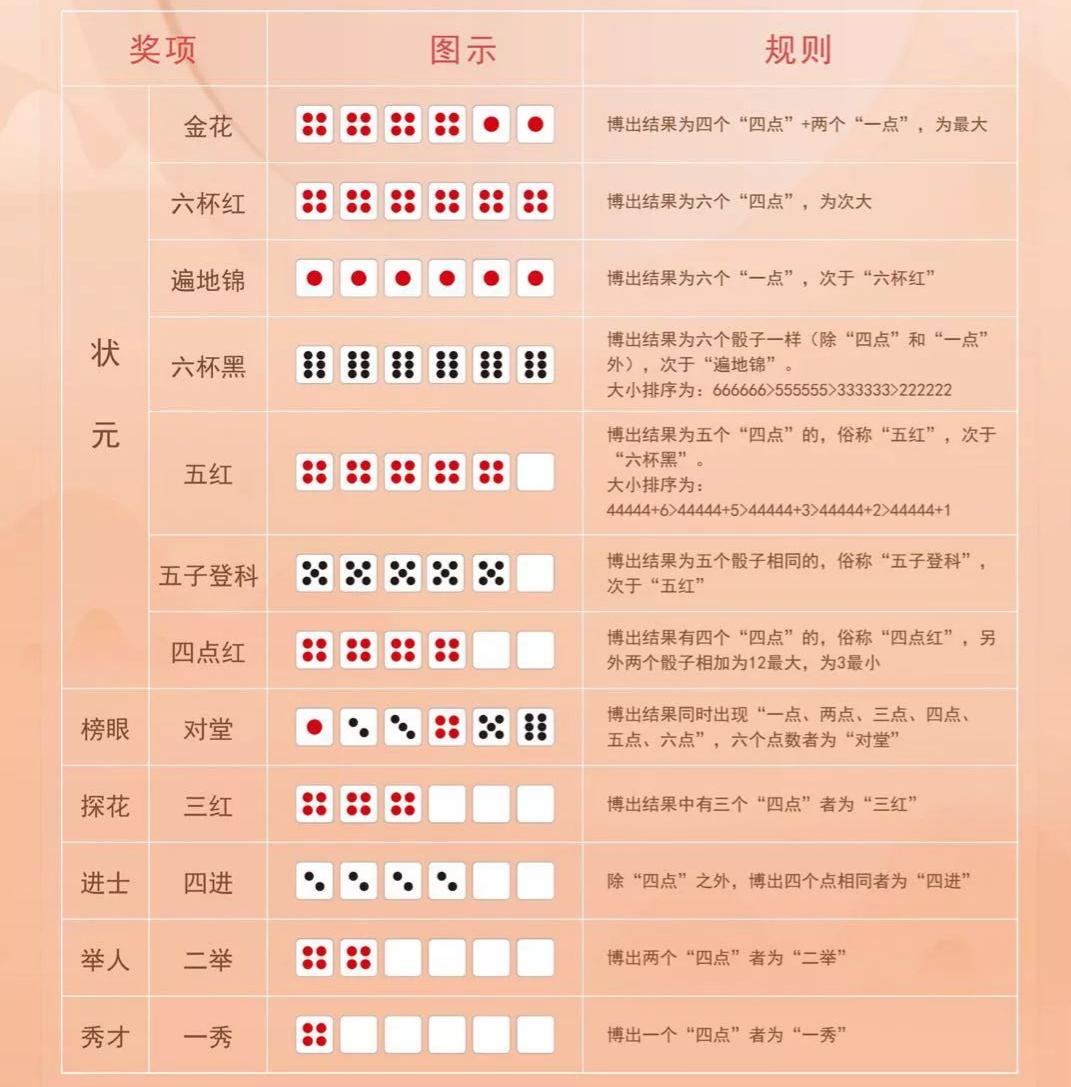 奖项
图示
规则
状元
金花
博出结果为四个“四点”+两个“一点”，为最大
六杯红
博出结果为六个“四点”，为次大
遍地锦
博出结果为六个“一点”，次于“六杯红”
六杯黑
博出结果为六个骰子一样（除“四点”和“一点”
外），次于“遍地锦”。
大小排序为：666666>555555>333333>222222
五红
博出结果为五个“四点”的，俗称“五红”，次于
“六杯黑”。
大小排序为：
44444+6>44444+5>44444+3>44444+2>44444+1
五子登科
博出结果为五个骰子相同的，俗称“五子登科”，
次于“五红”
四点红
博出结果有四个“四点”的，俗称“四点红”，另
外两个骰子相加为12最大，为3最小
榜眼
对堂
博出结果同时出现“一点、两点、三点、四点、
五点、六点”，六个点数者为“对堂”
探花
三红
博出结果中有三个“四点”者为“三红”
进士
四进
除“四点”之外，博出四个点相同者为“四进”
举人
二举
博出两个“四点”者为“二举”
秀才
一秀
博出一个“四点”者为“一秀”